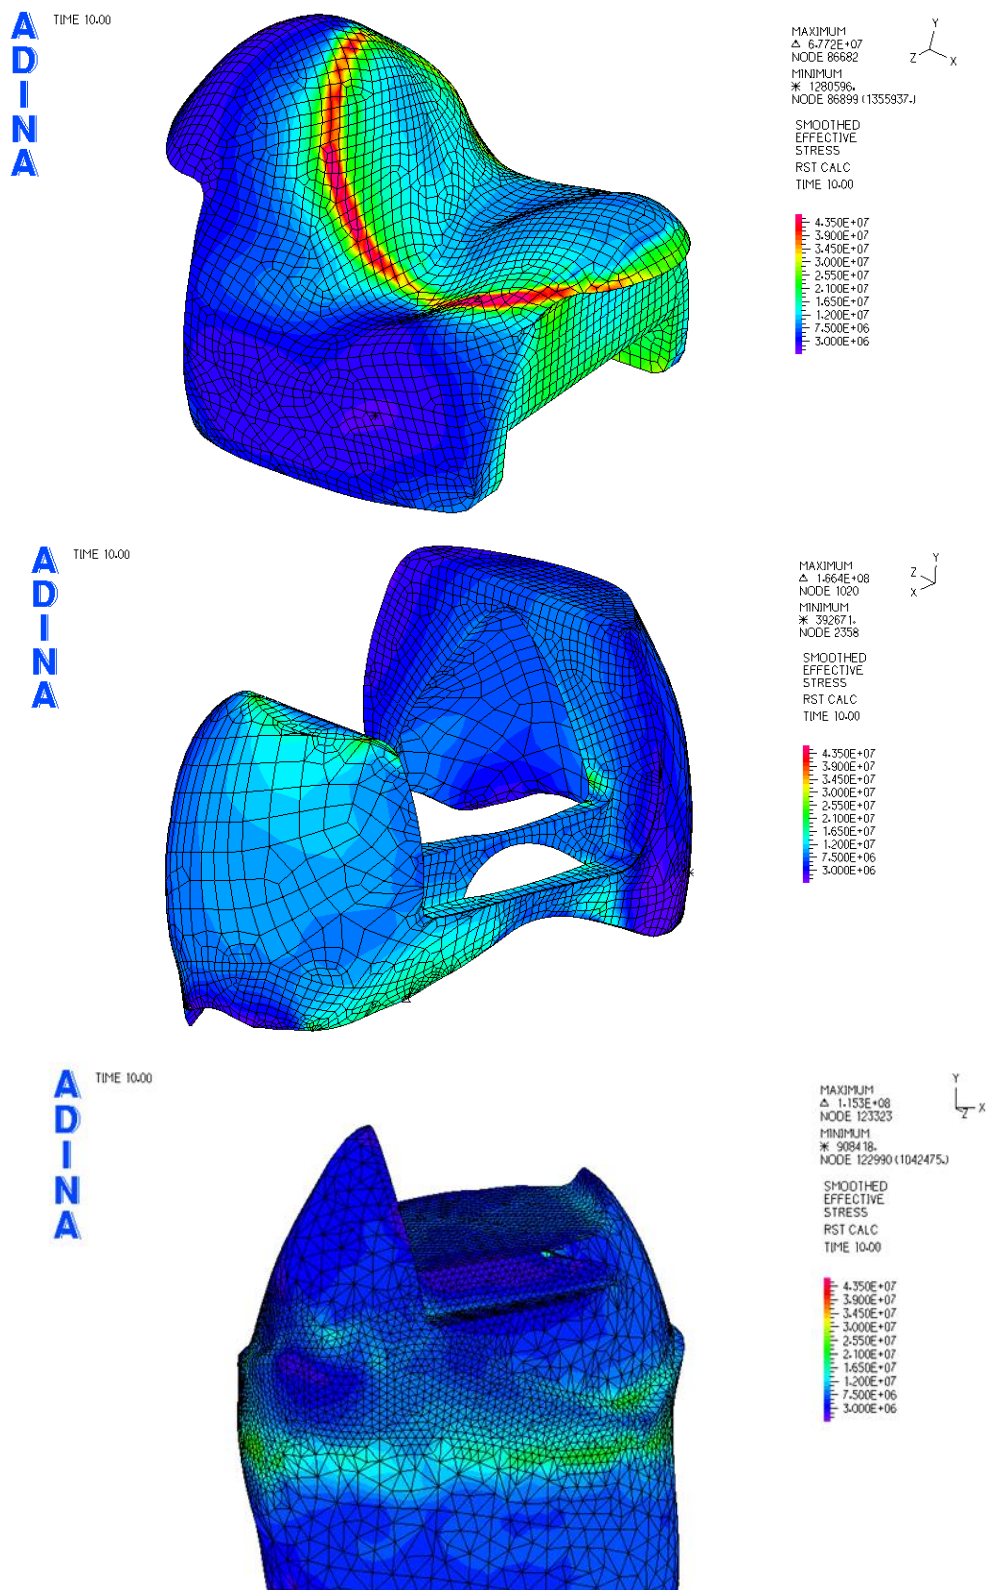 ADINA
TIME 10.00
MAXIMUM
Δ 6.772E+07
NODE 86682
MINIMUM
* 1280596.
NODE 86899 (1355937.)
SMOOTHED
EFFECTIVE
STRESS
RST CALC
TIME 10.00
4.350E+07
3.900E+07
3.450E+07
3.000E+07
2.550E+07
2.100E+07
1.650E+07
1.200E+07
7.500E+06
3.000E+06
Y
Z
X
ADINA
TIME 10.00
MAXIMUM
Δ 1.664E+08
NODE 1020
MINIMUM
* 392671.
NODE 2358
SMOOTHED
EFFECTIVE
STRESS
RST CALC
TIME 10.00
4.350E+07
3.900E+07
3.450E+07
3.000E+07
2.550E+07
2.100E+07
1.650E+07
1.200E+07
7.500E+06
3.000E+06
Y
Z
X
ADINA
TIME 10.00
MAXIMUM
Δ 1.153E+08
NODE 123323
MINIMUM
* 908418.
NODE 122990 (1042475.)
SMOOTHED
EFFECTIVE
STRESS
RST CALC
TIME 10.00
4.350E+07
3.900E+07
3.450E+07
3.000E+07
2.550E+07
2.100E+07
1.650E+07
1.200E+07
7.500E+06
3.000E+06
Y
X
Z